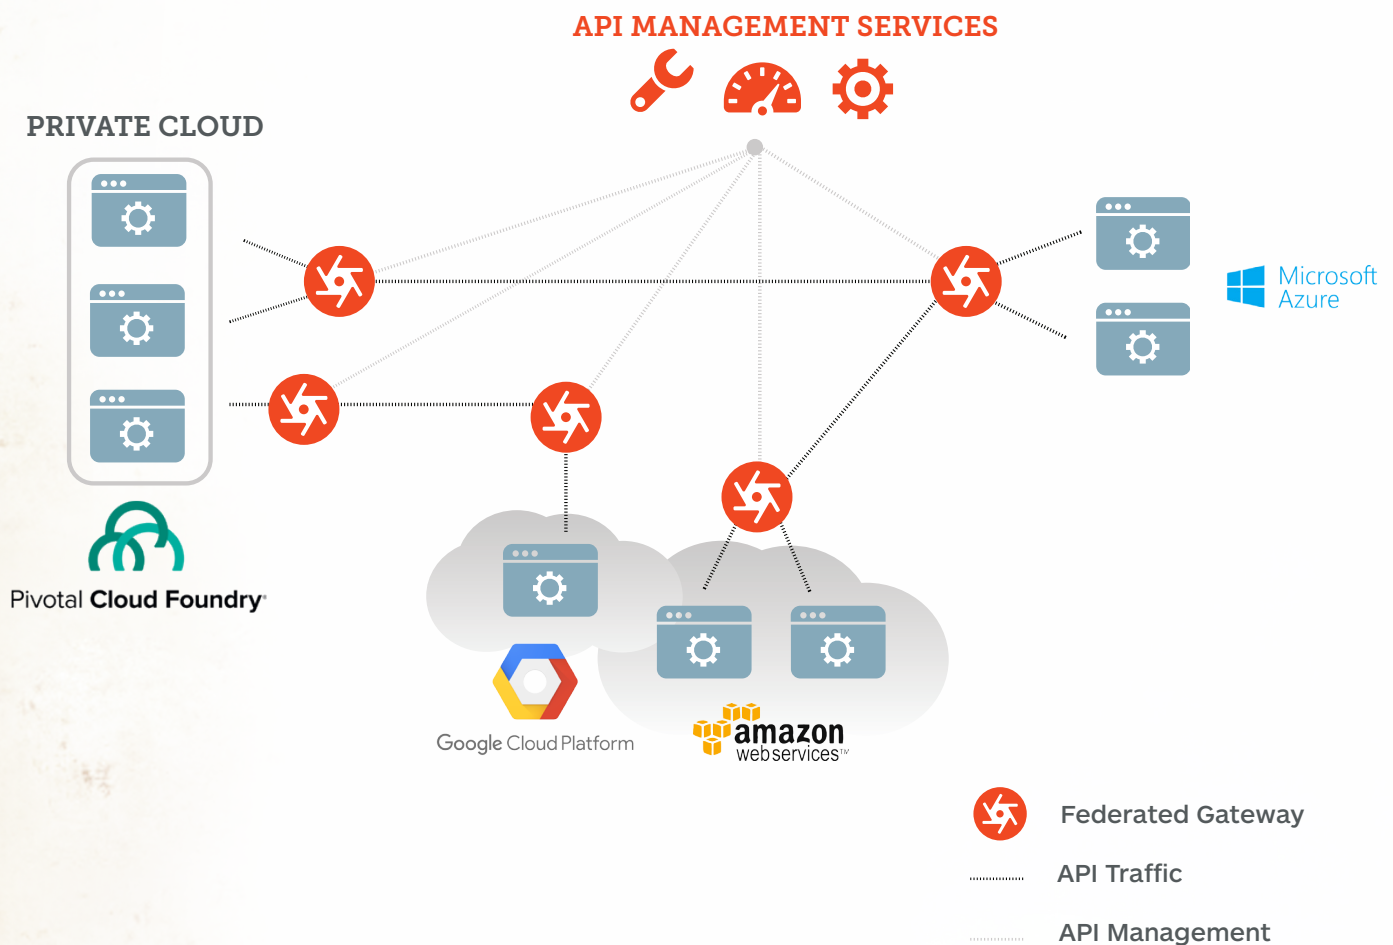 API MANAGEMENT SERVICES
PRIVATE CLOUD
Microsoft
Azure
Pivotal Cloud Foundry
Google Cloud Platform
amazon
webservices™
Federated Gateway
API Traffic
API Management